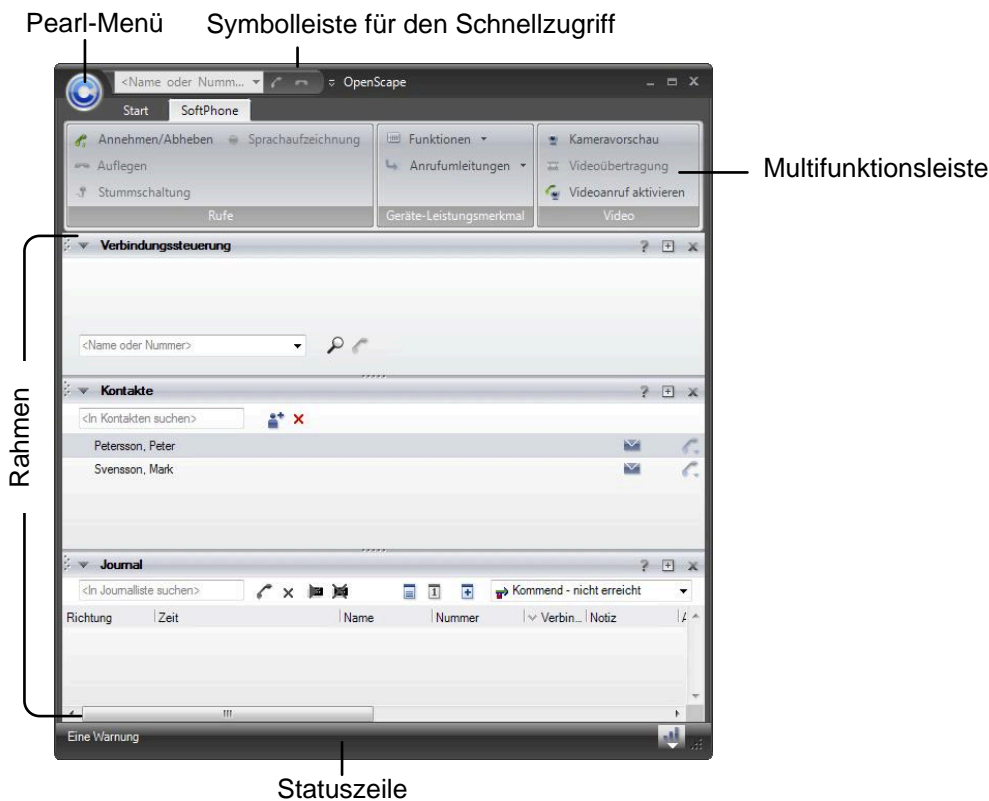 Pearl-Menü Symbolleiste für den Schnellzugriff
<Name oder Numm... OpenScape
Start SoftPhone
Annehmen/Abheben Sprachaufzeichnung Funktionen Kameravorschau
Auflegen Anrufumleitungen Videoübertragung
Multifunktionsleiste
Stummschaltung Videoanruf aktivieren
Rufe Geräte-Leistungsmerkmal Video
Verbindungssteuerung
<Name oder Nummer>
Rahmen
Kontakte
<In Kontakten suchen>
Petersson, Peter
Svensson, Mark
Journal
<In Journalliste suchen> 1 Kommend - nicht erreicht
Richtung Zeit Name Nummer Verbin... Notiz
Eine Warnung
Statuszeile